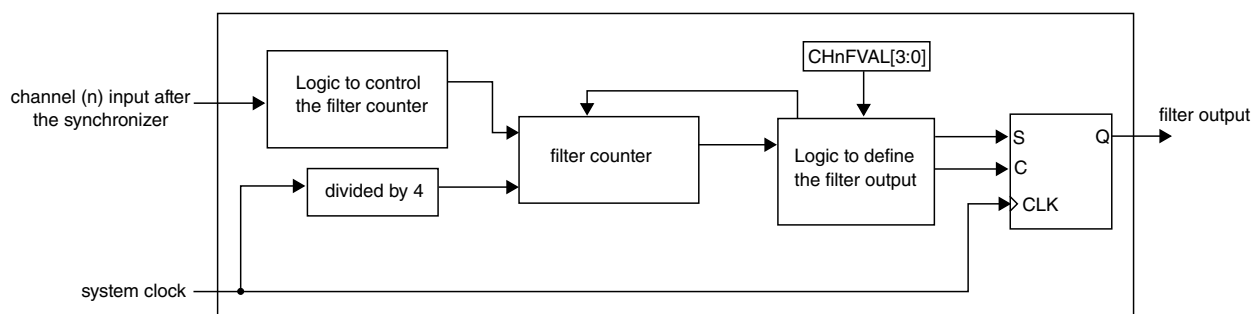 channel (n) input after
the synchronizer
Logic to control
the filter counter
divided by 4
filter counter
CHnFVAL[3:0]
Logic to define
the filter output
S
Q
C
CLK
filter output
system clock